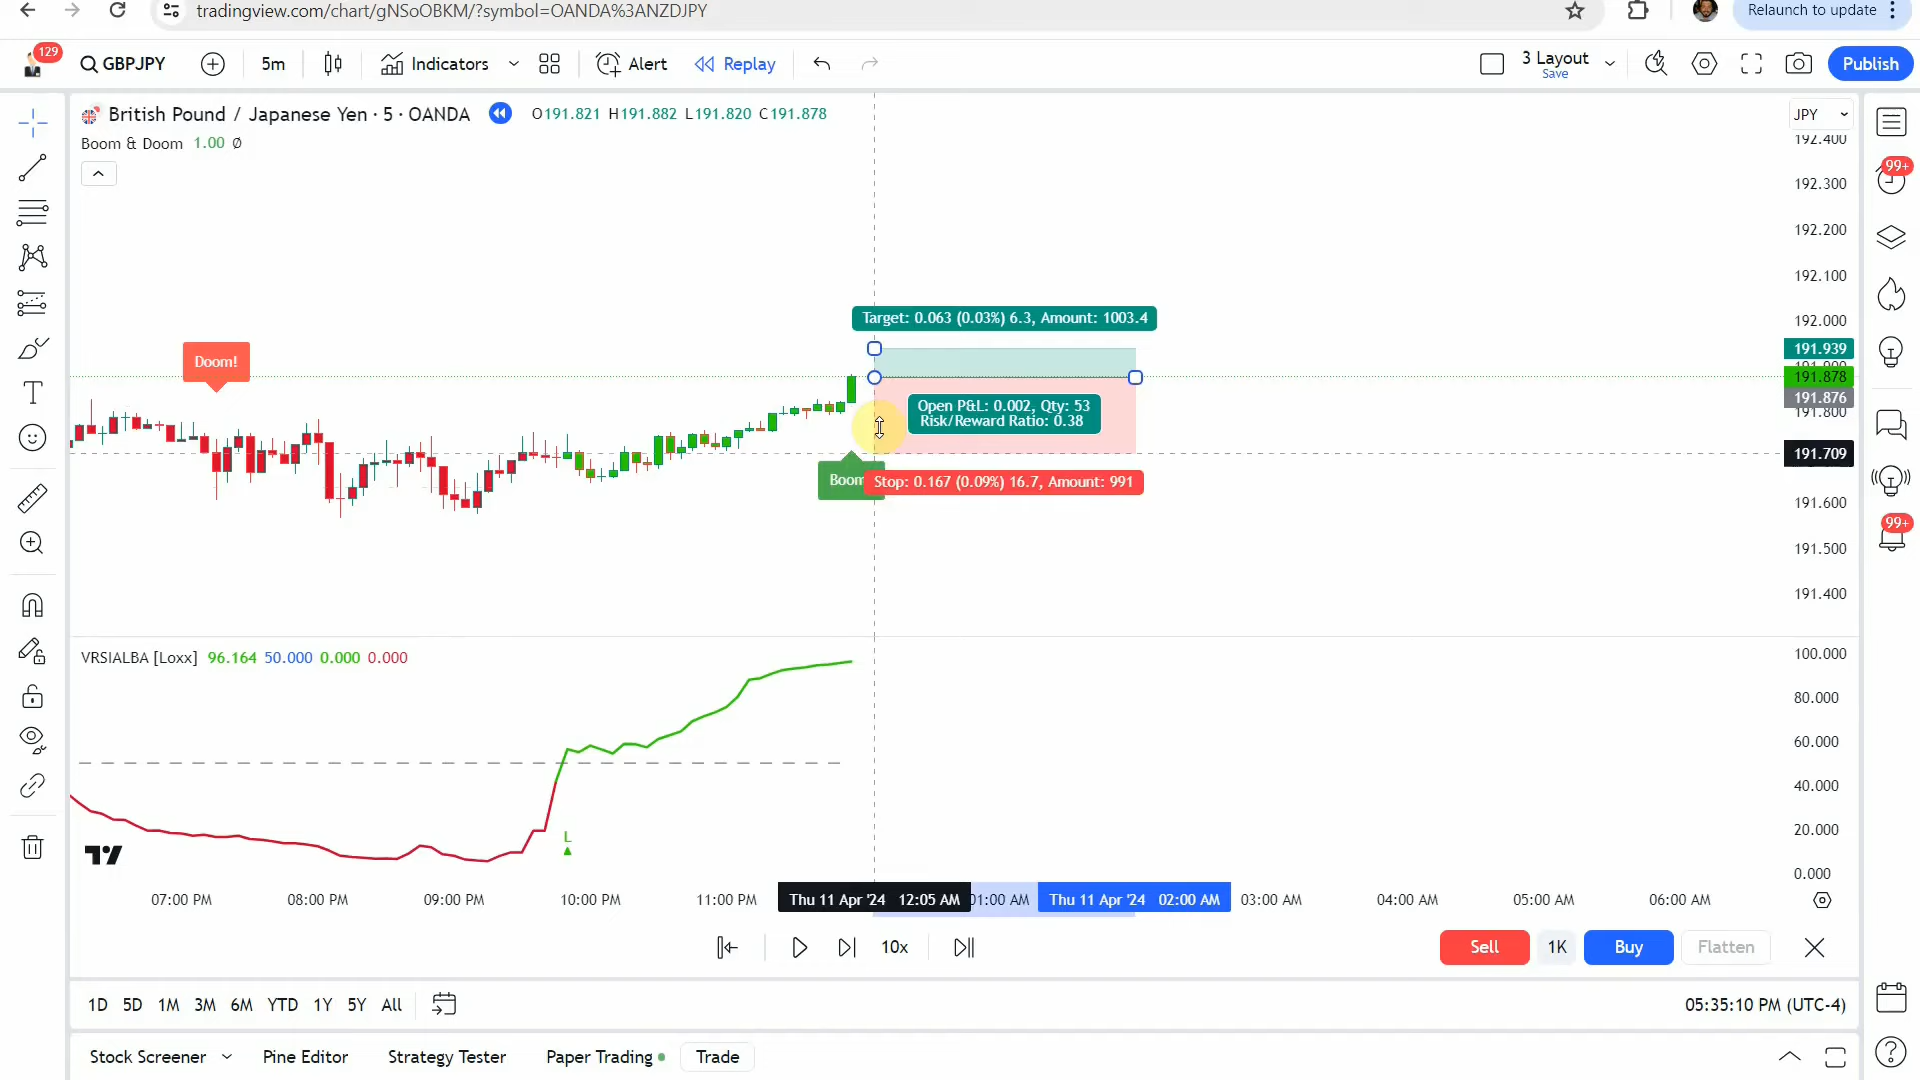 tradingview.com/chart/gNSoOBKM/?symbol=OANDA%3ANZDJPY
Relaunch to update
129
GBPJPY
5m
Indicators
Alert
Replay
3 Layout
Save
Publish
British Pound / Japanese Yen · 5 · OANDA
O191.821 H191.882 L191.820 C191.878
JPY
Boom & Doom 1.00 Ø
192.400
192.300
192.200
192.100
192.000
191.939
191.878
191.876
191.800
191.709
191.600
191.500
191.400
99+
99+
Target: 0.063 (0.03%) 6.3, Amount: 1003.4
Doom!
Open P&L: 0.002, Qty: 53
Risk/Reward Ratio: 0.38
Boom
Stop: 0.167 (0.09%) 16.7, Amount: 991
VRSIALBA [Loxx] 96.164 50.000 0.000 0.000
100.000
80.000
60.000
40.000
20.000
0.000
L
07:00 PM
08:00 PM
09:00 PM
10:00 PM
11:00 PM
Thu 11 Apr '24 12:05 AM
01:00 AM
Thu 11 Apr '24 02:00 AM
03:00 AM
04:00 AM
05:00 AM
06:00 AM
10x
Sell
1K
Buy
Flatten
1D 5D 1M 3M 6M YTD 1Y 5Y All
05:35:10 PM (UTC-4)
Stock Screener
Pine Editor
Strategy Tester
Paper Trading
Trade